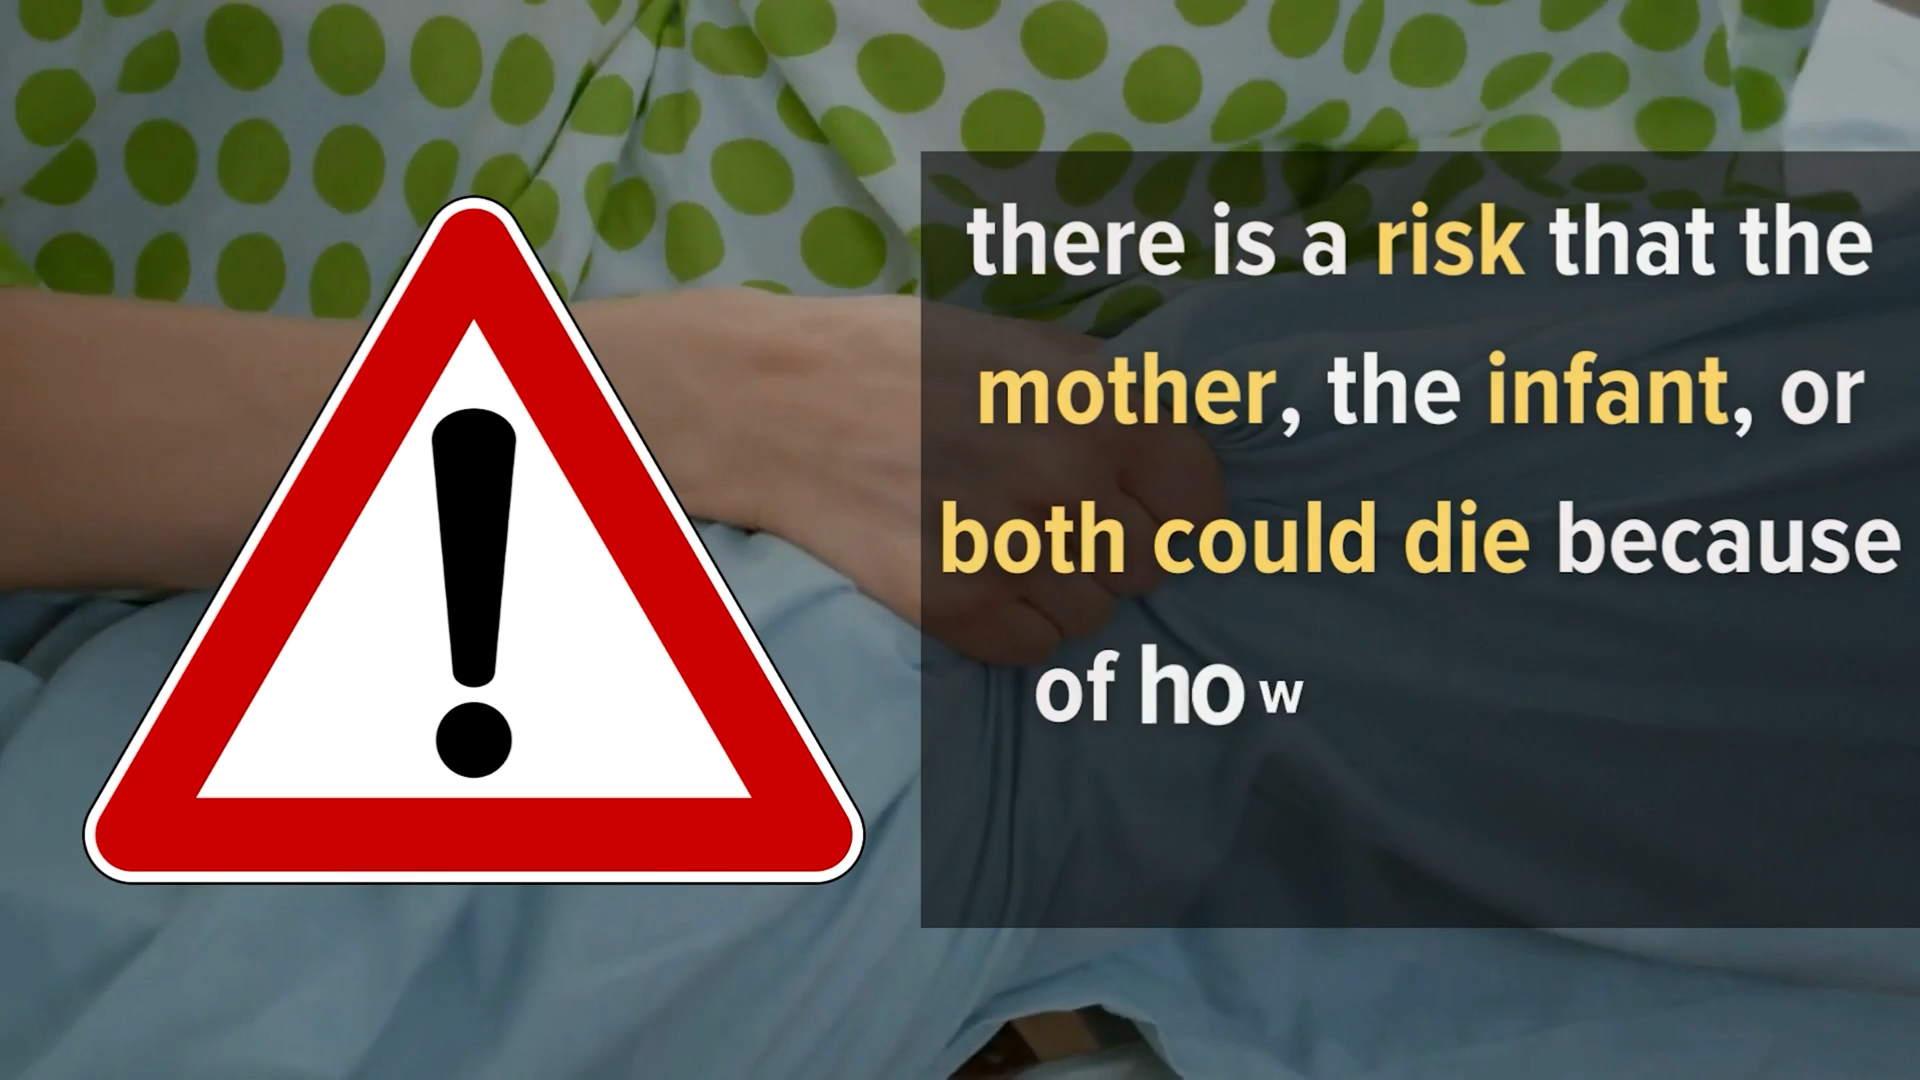 there is a risk that the
mother, the infant, or
both could die because
of how